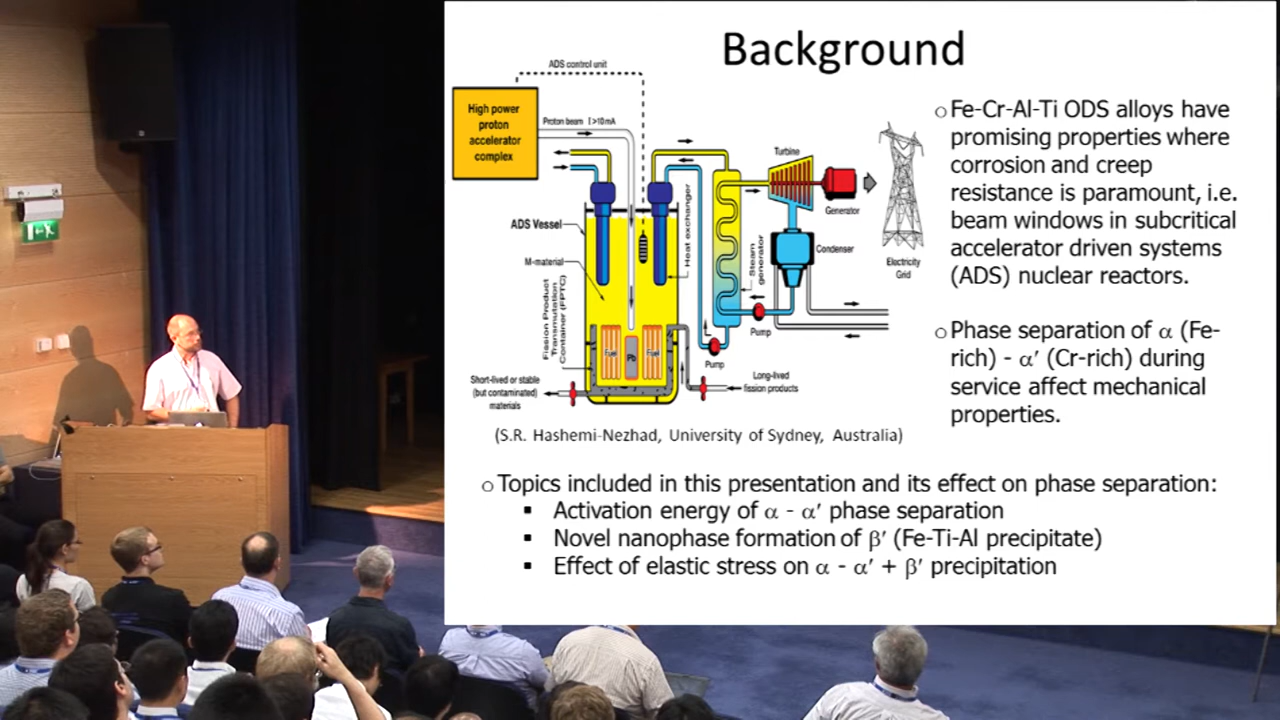 Background
ADS control unit
High power
proton
accelerator
complex
Proton beam I >10mA
ADS Vessel
M-material
Fission Product
Transmutation
Container (FPTC)
Heat exchanger
Fuel
Pb
Fuel
Short-lived or stable
(but contaminated)
materials
Long-lived
fission products
Pump
Pump
Steam
generator
Turbine
Generator
Condenser
Electricity
Grid
(S.R. Hashemi-Nezhad, University of Sydney, Australia)
○ Fe-Cr-Al-Ti ODS alloys have
promising properties where
corrosion and creep
resistance is paramount, i.e.
beam windows in subcritical
accelerator driven systems
(ADS) nuclear reactors.
○ Phase separation of α (Fe-
rich) - α′ (Cr-rich) during
service affect mechanical
properties.
○ Topics included in this presentation and its effect on phase separation:
▪ Activation energy of α - α′ phase separation
▪ Novel nanophase formation of β′ (Fe-Ti-Al precipitate)
▪ Effect of elastic stress on α - α′ + β′ precipitation